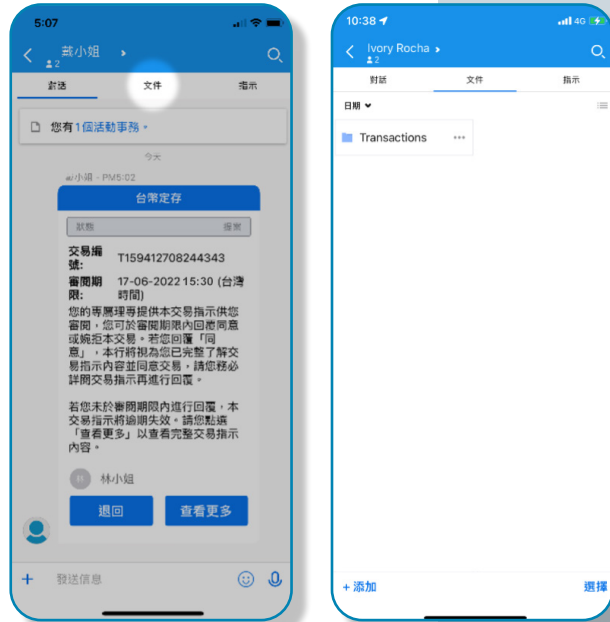 5:07
戴小姐 >
2
對話 文件 指示
您有1個活動事務。
今天
小姐 - PM5:02
台幣定存
狀態 提案
交易編號: T159412708244343
審閱期限: 17-06-2022 15:30 (台灣時間)
您的專屬理專提供本交易指示供您
審閱，您可於審閱期限內回應同意
或婉拒本交易。若您回覆「同
意」，本行將視為您已完整了解交
易指示內容並同意交易，請您務必
詳閱交易指示再進行回覆。
若您未於審閱期限內進行回覆，本
交易指示將逾期失效。請您點選
「查看更多」以查看完整交易指示
內容。
林 林小姐
退回 查看更多
+ 發送信息
10:38 4G
Ivory Rocha >
2
對話 文件 指示
日期
Transactions ...
+ 添加 選擇